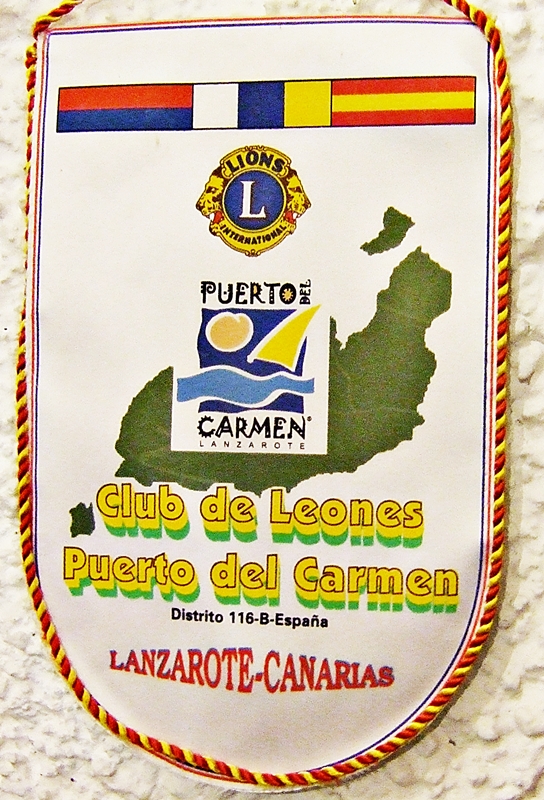 LIONS
L
INTERNATIONAL
PUERTO DEL
CARMEN®
LANZAROTE
Club de Leones
Puerto del Carmen
Distrito 116-B-España
LANZAROTE-CANARIAS